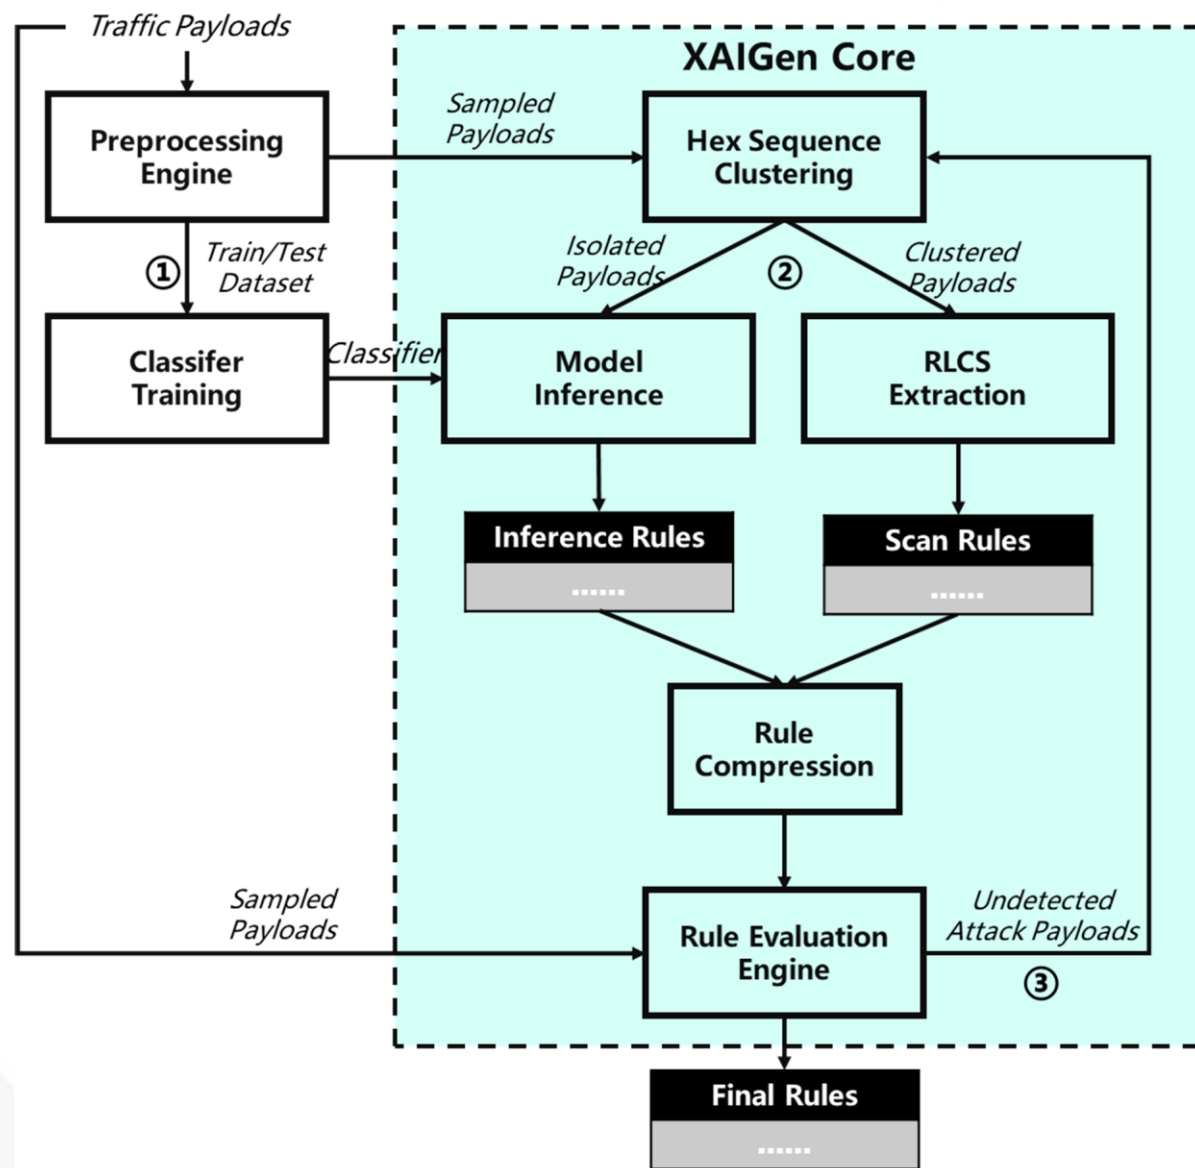 Traffic Payloads
XAIGen Core
Preprocessing
Engine
Sampled
Payloads
Hex Sequence
Clustering
①
Train/Test
Dataset
Isolated
Payloads
②
Clustered
Payloads
Classifer
Training
Classifier
Model
Inference
RLCS
Extraction
Inference Rules
......
Scan Rules
......
Rule
Compression
Sampled
Payloads
Rule Evaluation
Engine
Undetected
Attack Payloads
③
Final Rules
......